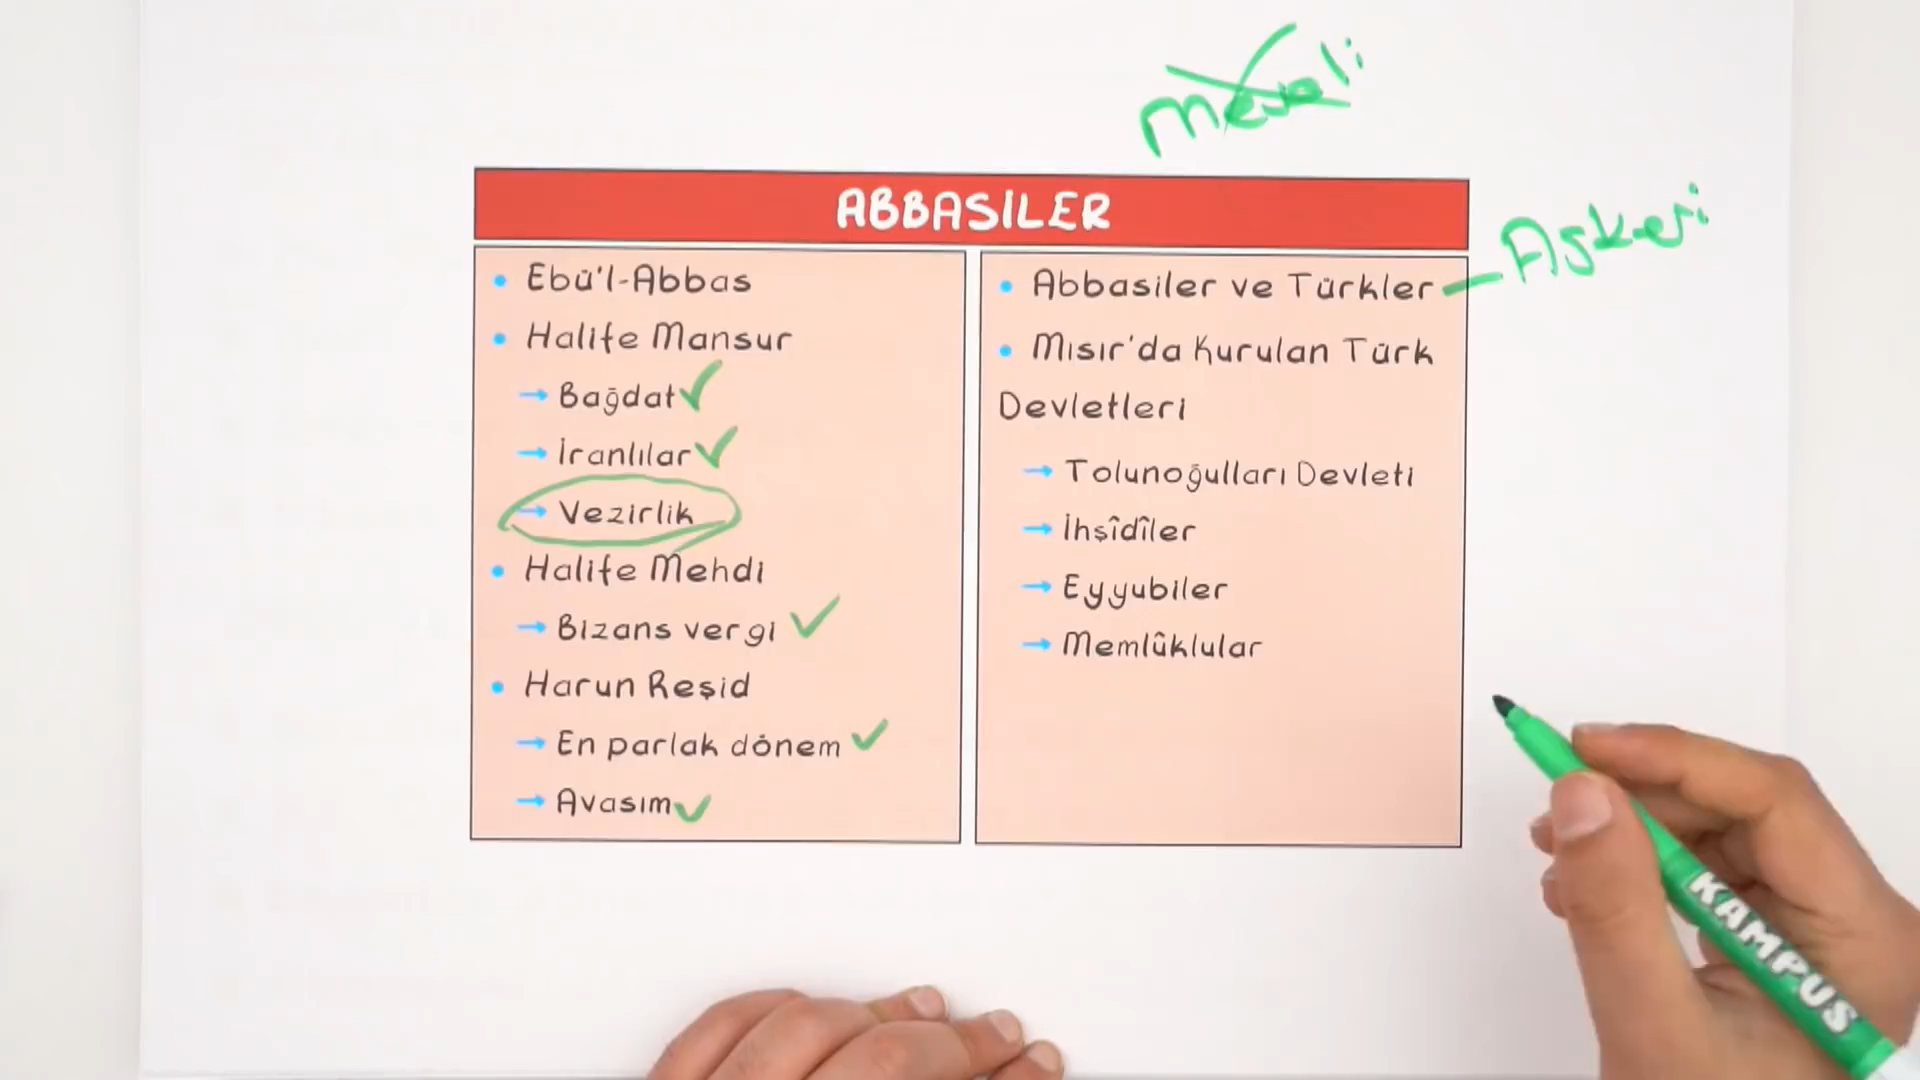 Mevali
ABBASİLER
• Ebû'l-Abbas
• Halife Mansur
→ Bağdat ✓
→ İranlılar ✓
→ Vezirlik
• Halife Mehdi
→ Bizans vergi ✓
• Harun Reşid
→ En parlak dönem ✓
→ Avasım ✓
• Abbasiler ve Türkler — Askeri
• Mısır'da Kurulan Türk
Devletleri
→ Tolunoğulları Devleti
→ İhşîdîler
→ Eyyubiler
→ Memlûklular
KAMPUS